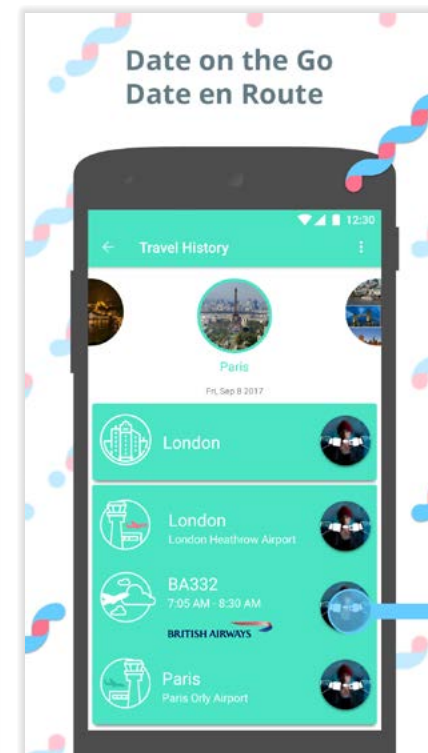 Date on the Go
Date en Route
12:30
Travel History
Paris
Fri, Sep 8 2017
London
London
London Heathrow Airport
BA332
7:05 AM - 8:30 AM
BRITISH AIRWAYS
Paris
Paris Orly Airport